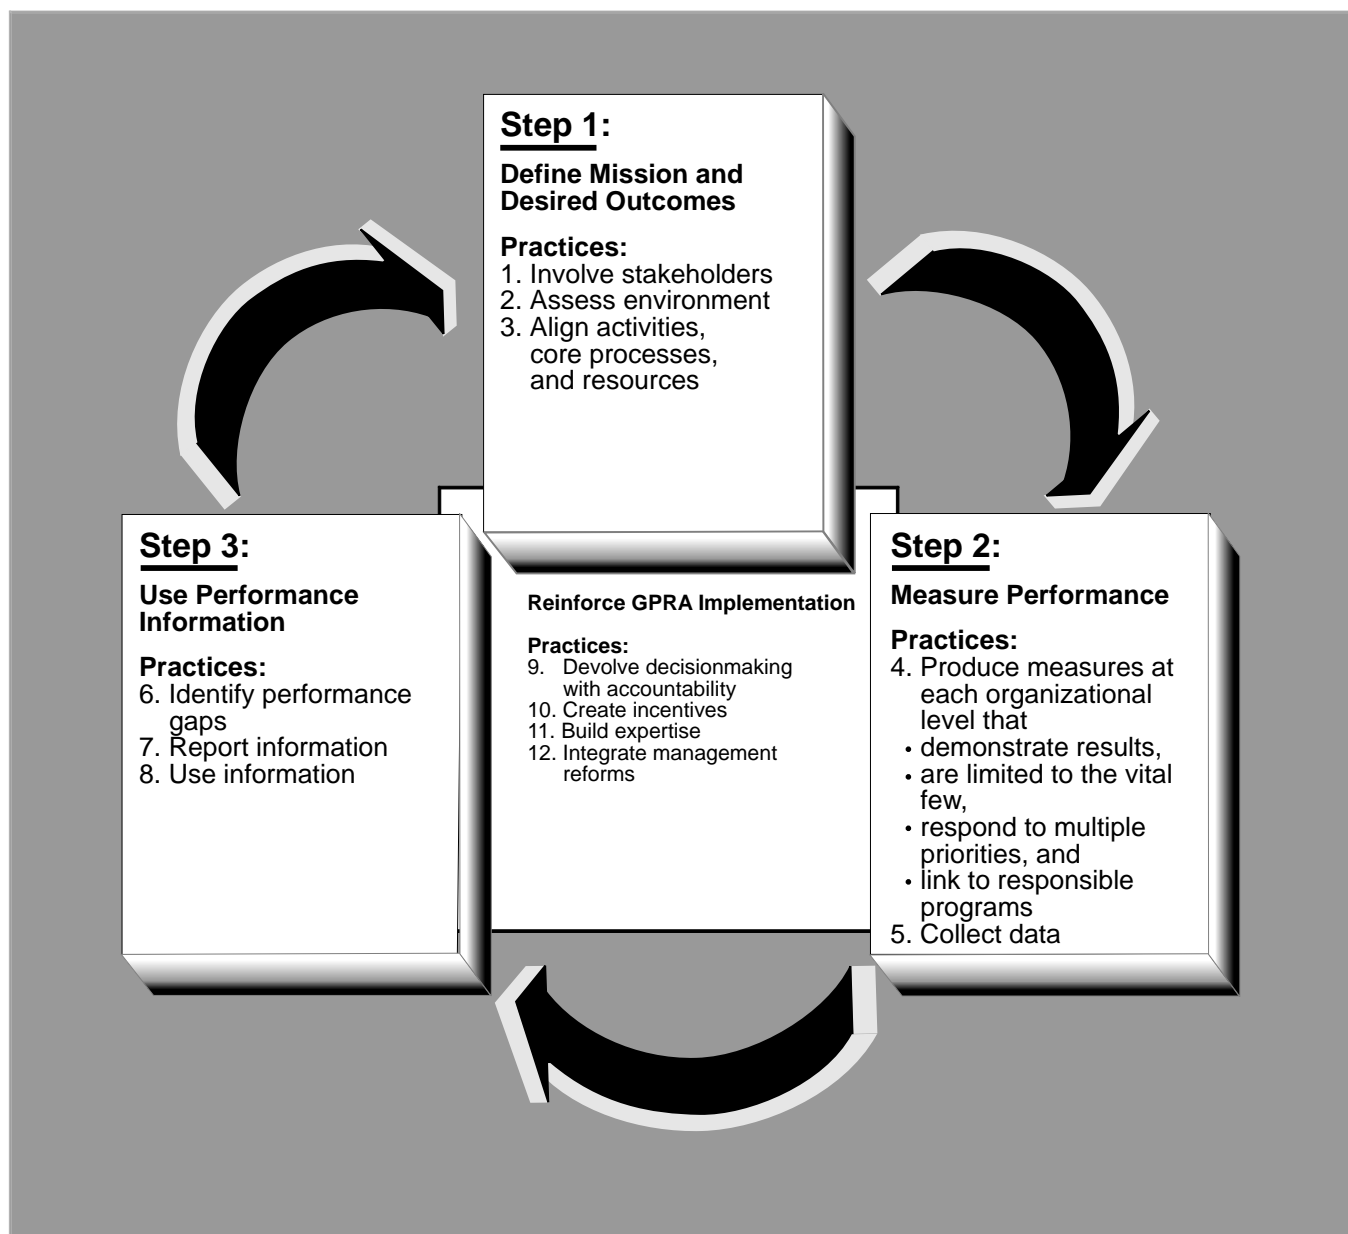 Step 1:
Define Mission and
Desired Outcomes
Practices:
1. Involve stakeholders
2. Assess environment
3. Align activities,
core processes,
and resources
Step 2:
Measure Performance
Practices:
4. Produce measures at
each organizational
level that
• demonstrate results,
• are limited to the vital
few,
• respond to multiple
priorities, and
• link to responsible
programs
5. Collect data
Step 3:
Use Performance
Information
Practices:
6. Identify performance
gaps
7. Report information
8. Use information
Reinforce GPRA Implementation
Practices:
9. Devolve decisionmaking
with accountability
10. Create incentives
11. Build expertise
12. Integrate management
reforms